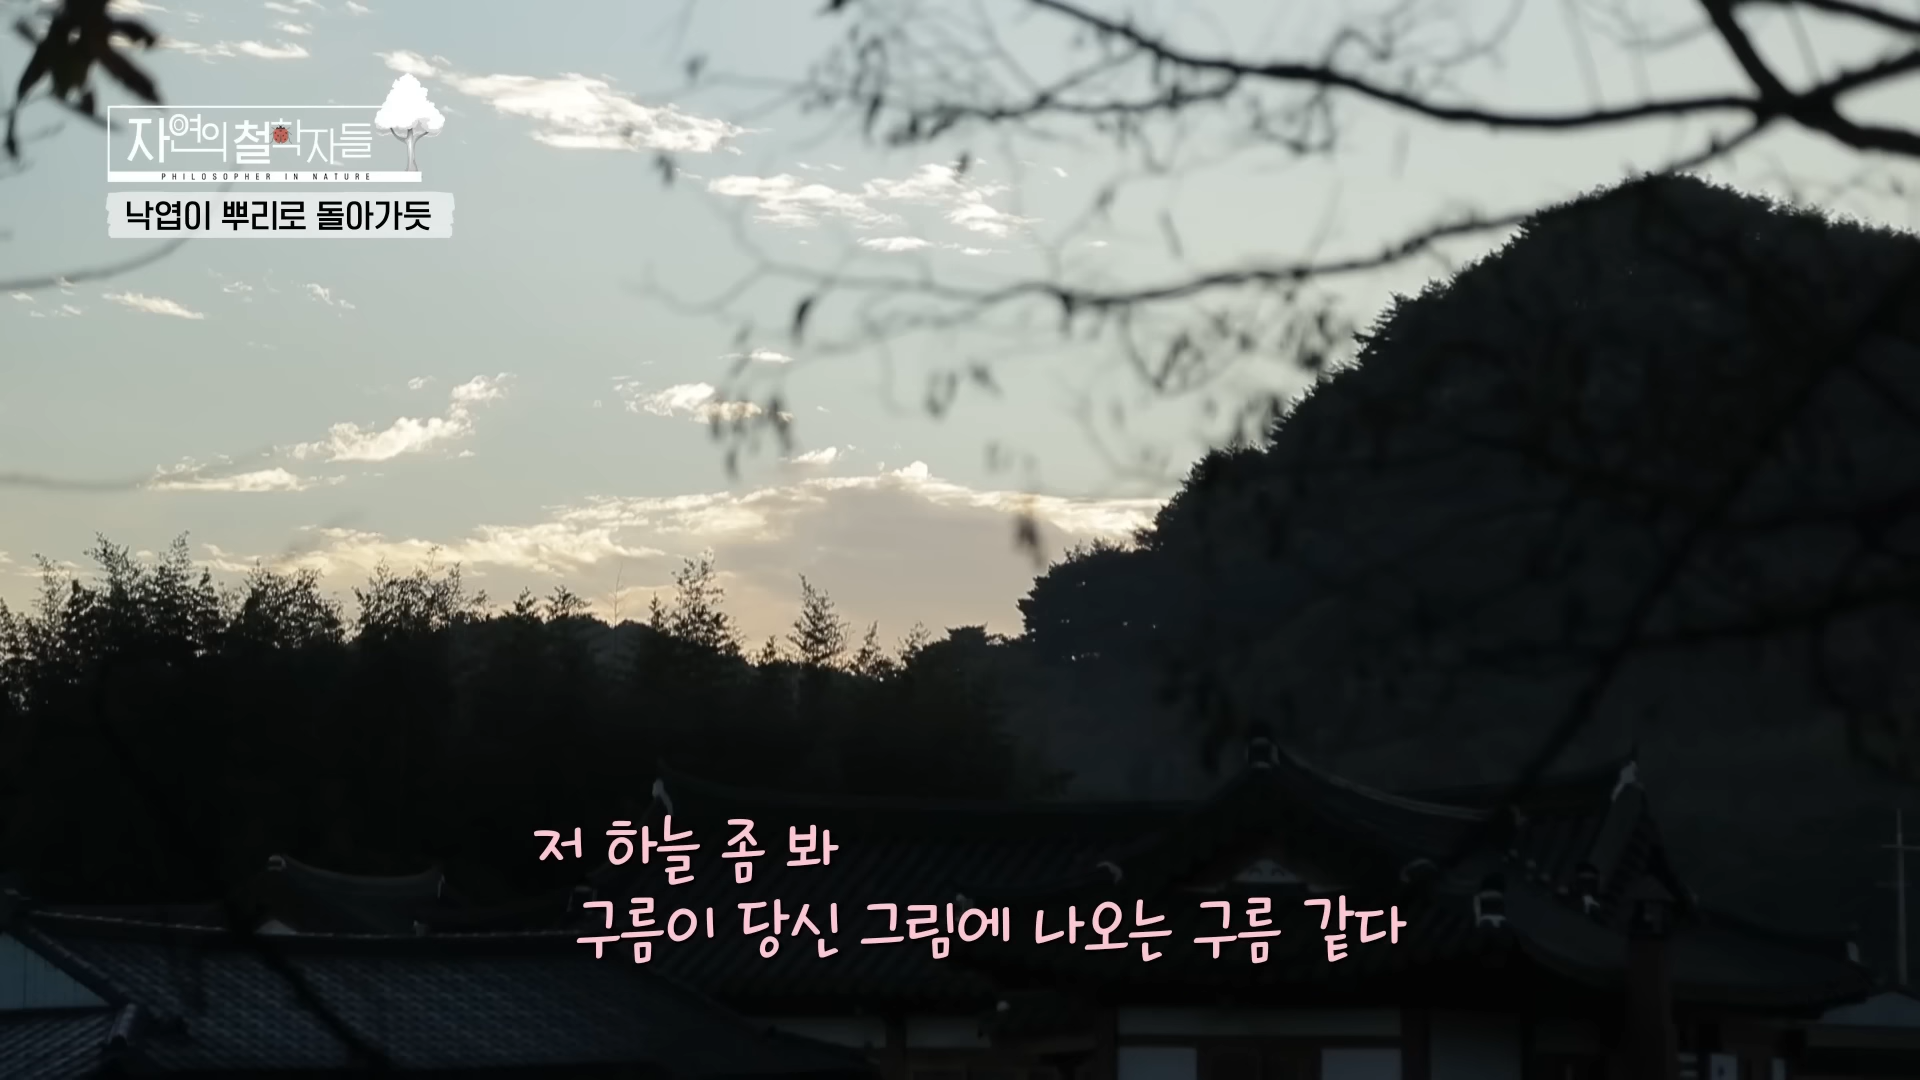 자연의 철학자들
PHILOSOPHER IN NATURE
낙엽이 뿌리로 돌아가듯
저 하늘 좀 봐
구름이 당신 그림에 나오는 구름 같다